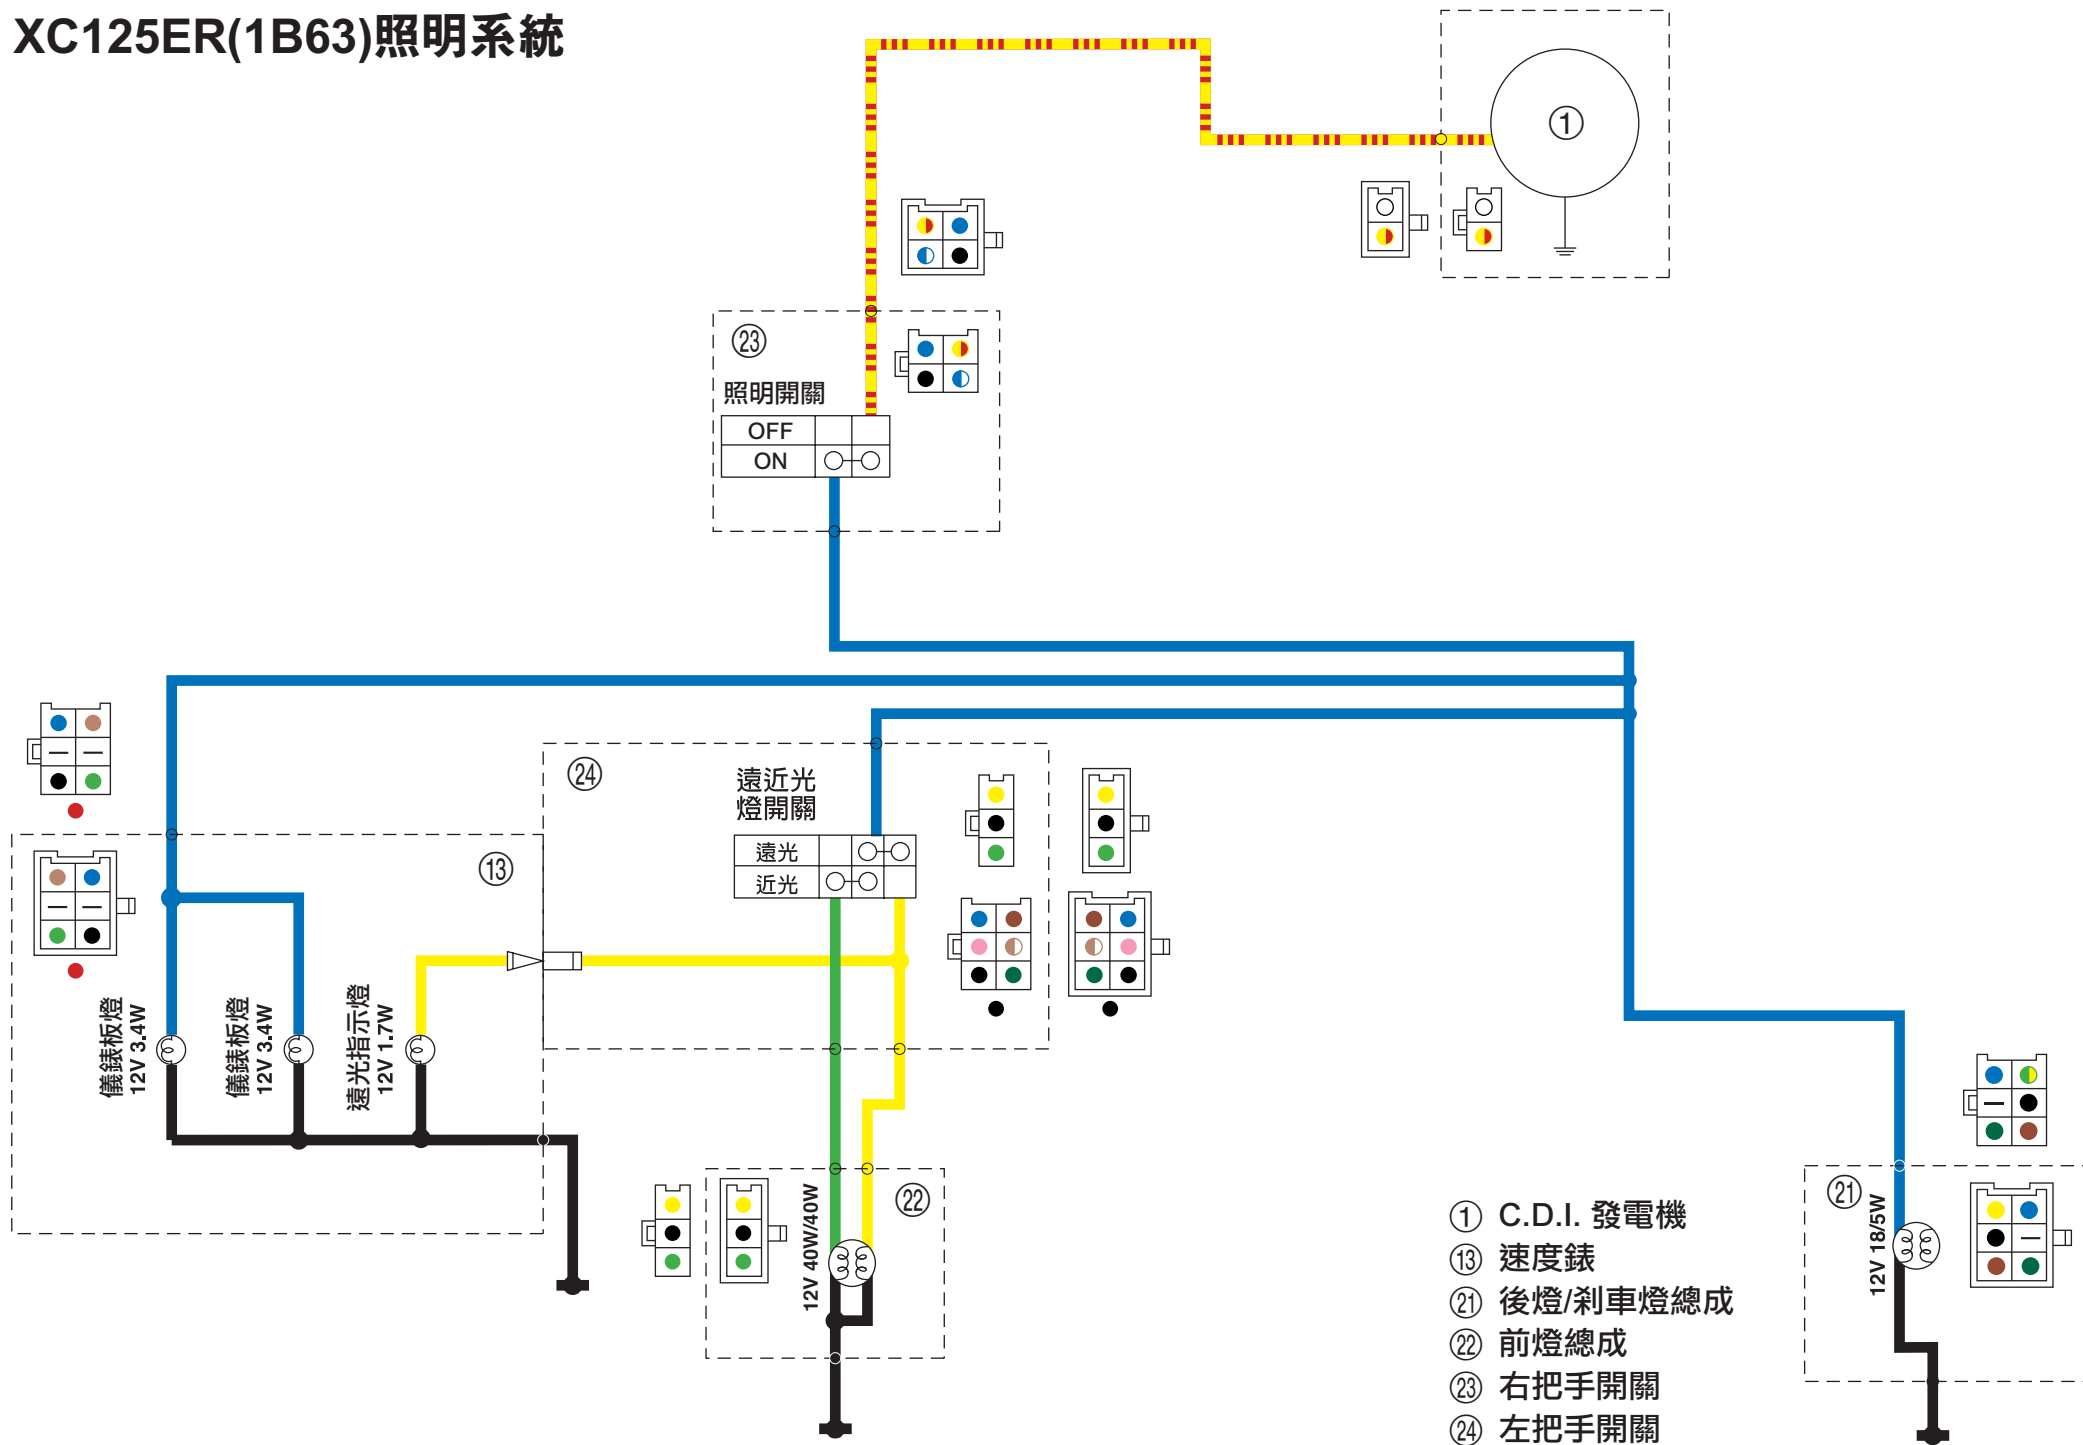 XC125ER(1B63)照明系統
①
㉓
照明開關
OFF
ON
㉔
遠近光
燈開關
遠光
近光
⑬
儀錶板燈
12V 3.4W
儀錶板燈
12V 3.4W
遠光指示燈
12V 1.7W
㉒
12V 40W/40W
㉑
12V 18/5W
① C.D.I. 發電機
⑬ 速度錶
㉑ 後燈/剎車燈總成
㉒ 前燈總成
㉓ 右把手開關
㉔ 左把手開關